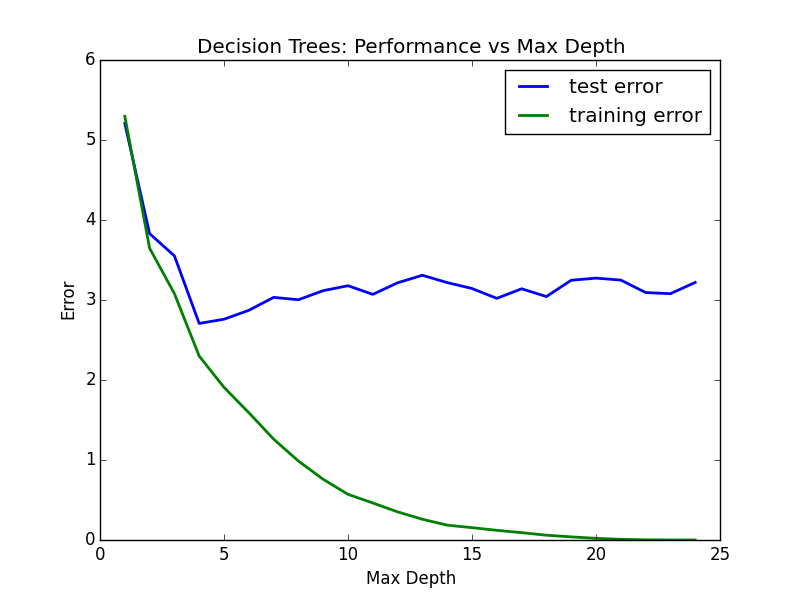 Decision Trees: Performance vs Max Depth
test error
training error
6
5
4
3
2
1
0
Error
0 5 10 15 20 25
Max Depth